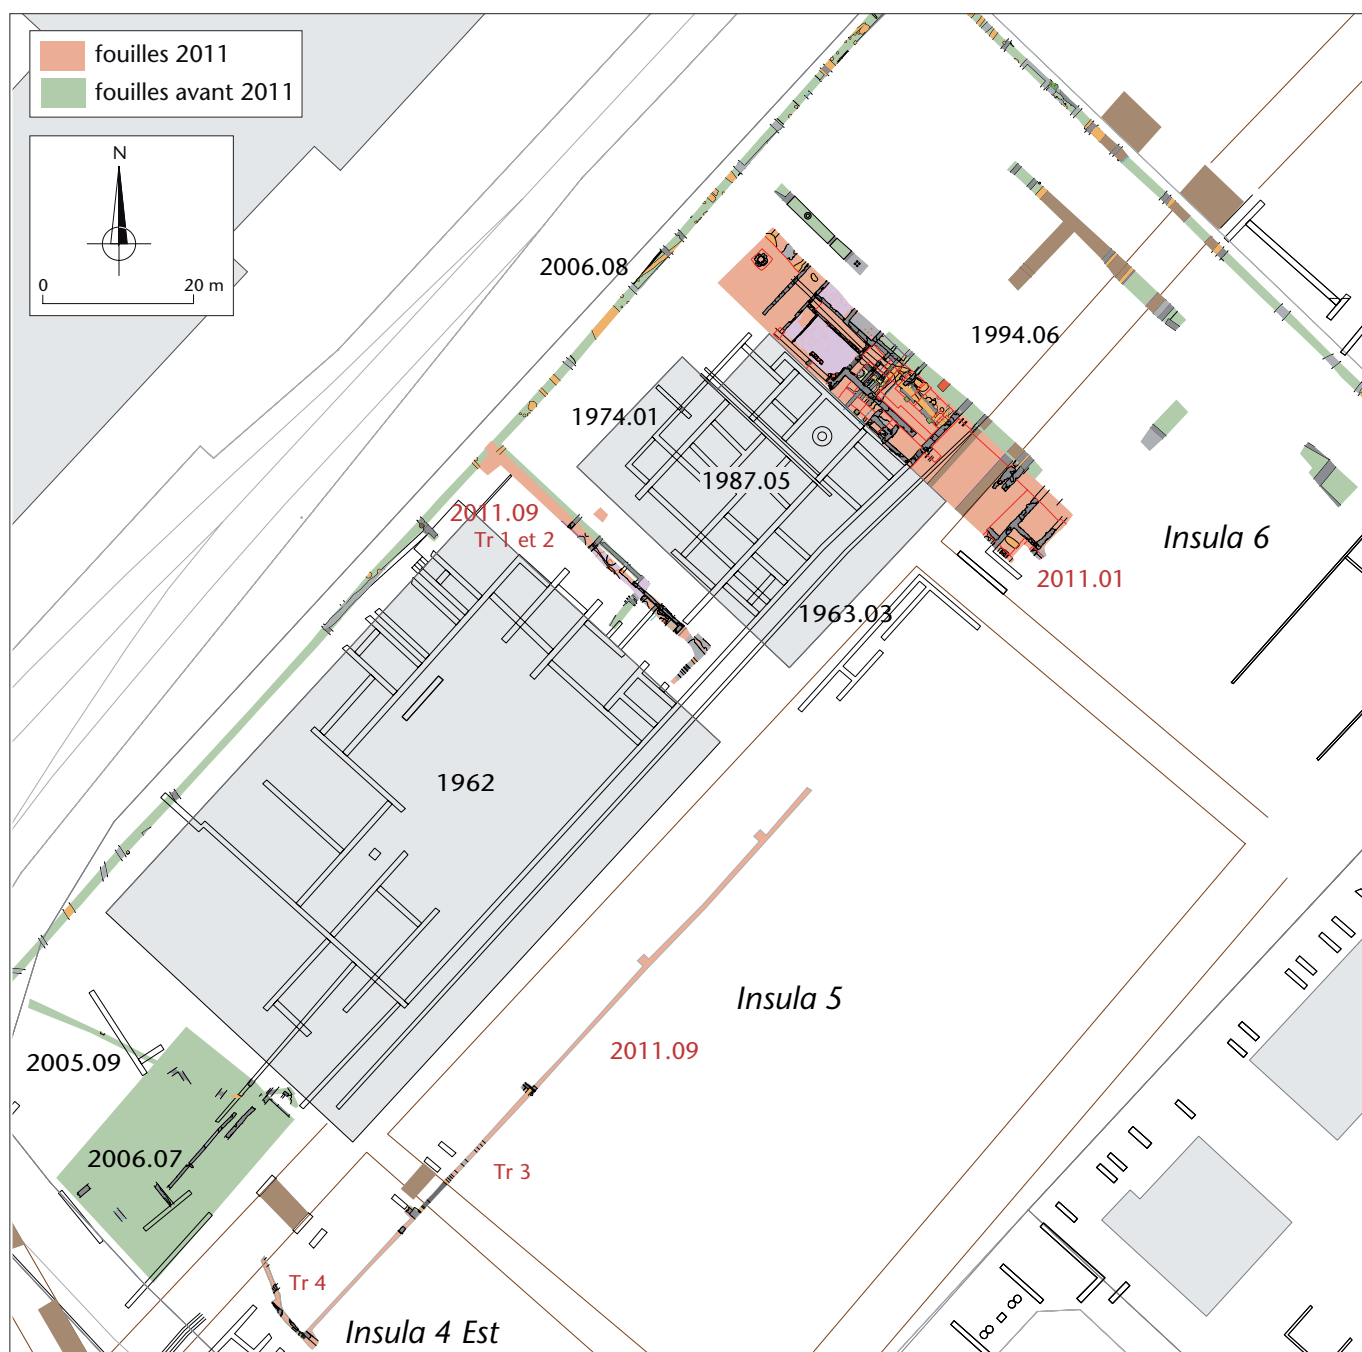 fouilles 2011
fouilles avant 2011
N
0 20 m
2006.08
1994.06
1974.01
1987.05
2011.09
Tr 1 et 2
Insula 6
2011.01
1963.03
1962
Insula 5
2011.09
2005.09
2006.07
Tr 3
Tr 4
Insula 4 Est